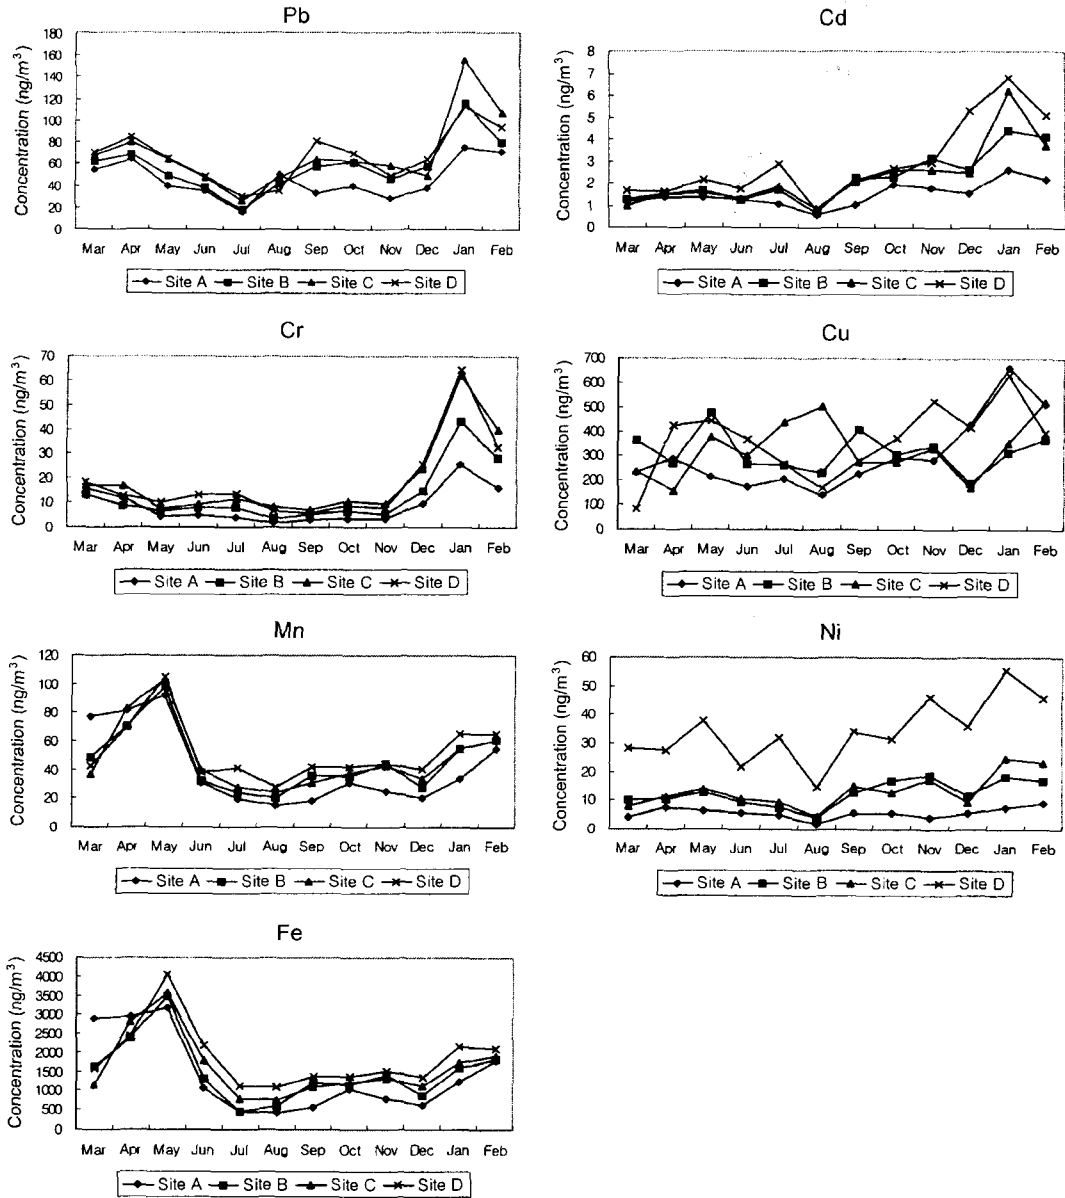 Pb
Concentration (ng/m³)
180
160
140
120
100
80
60
40
20
0
Mar Apr May Jun Jul Aug Sep Oct Nov Dec Jan Feb
Site A Site B Site C Site D
Cd
Concentration (ng/m³)
8
7
6
5
4
3
2
1
0
Mar Apr May Jun Jul Aug Sep Oct Nov Dec Jan Feb
Site A Site B Site C Site D
Cr
Concentration (ng/m³)
70
60
50
40
30
20
10
0
Mar Apr May Jun Jul Aug Sep Oct Nov Dec Jan Feb
Site A Site B Site C Site D
Cu
Concentration (ng/m³)
700
600
500
400
300
200
100
0
Mar Apr May Jun Jul Aug Sep Oct Nov Dec Jan Feb
Site A Site B Site C Site D
Mn
Concentration (ng/m³)
120
100
80
60
40
20
0
Mar Apr May Jun Jul Aug Sep Oct Nov Dec Jan Feb
Site A Site B Site C Site D
Ni
Concentration (ng/m³)
60
50
40
30
20
10
0
Mar Apr May Jun Jul Aug Sep Oct Nov Dec Jan Feb
Site A Site B Site C Site D
Fe
Concentration (ng/m³)
4500
4000
3500
3000
2500
2000
1500
1000
500
0
Mar Apr May Jun Jul Aug Sep Oct Nov Dec Jan Feb
Site A Site B Site C Site D